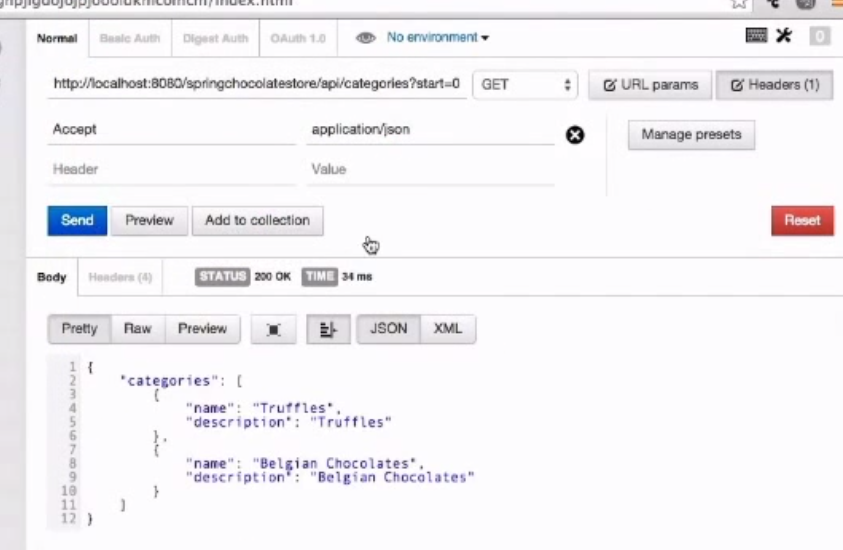 Normal Basic Auth Digest Auth OAuth 1.0 No environment 0
http://localhost:8080/springchocolatestore/api/categories?start=0 GET URL params Headers (1)
Accept application/json Manage presets
Header Value
Send Preview Add to collection Reset
Body Headers (4) STATUS 200 OK TIME 34 ms
Pretty Raw Preview JSON XML
1 {
2 "categories": [
3 {
4 "name": "Truffles",
5 "description": "Truffles"
6 },
7 {
8 "name": "Belgian Chocolates",
9 "description": "Belgian Chocolates"
10 }
11 ]
12 }